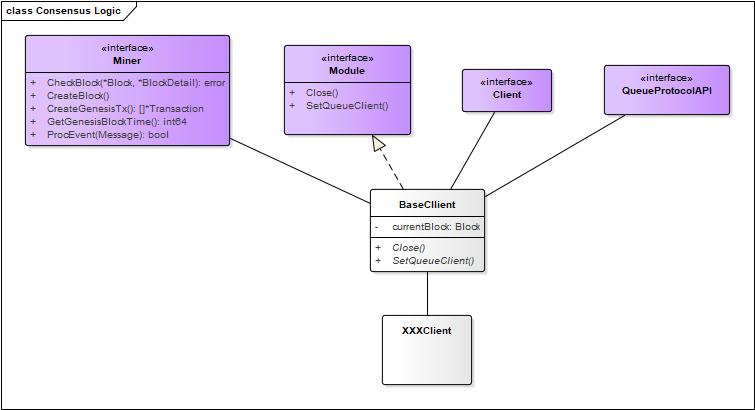 class Consensus Logic
«interface»
Miner
+ CheckBlock(*Block, *BlockDetail): error
+ CreateBlock()
+ CreateGenesisTx(): []*Transaction
+ GetGenesisBlockTime(): int64
+ ProcEvent(Message): bool
«interface»
Module
+ Close()
+ SetQueueClient()
«interface»
Client
«interface»
QueueProtocolAPI
BaseCllient
- currentBlock: Block
+ Close()
+ SetQueueClient()
XXXClient